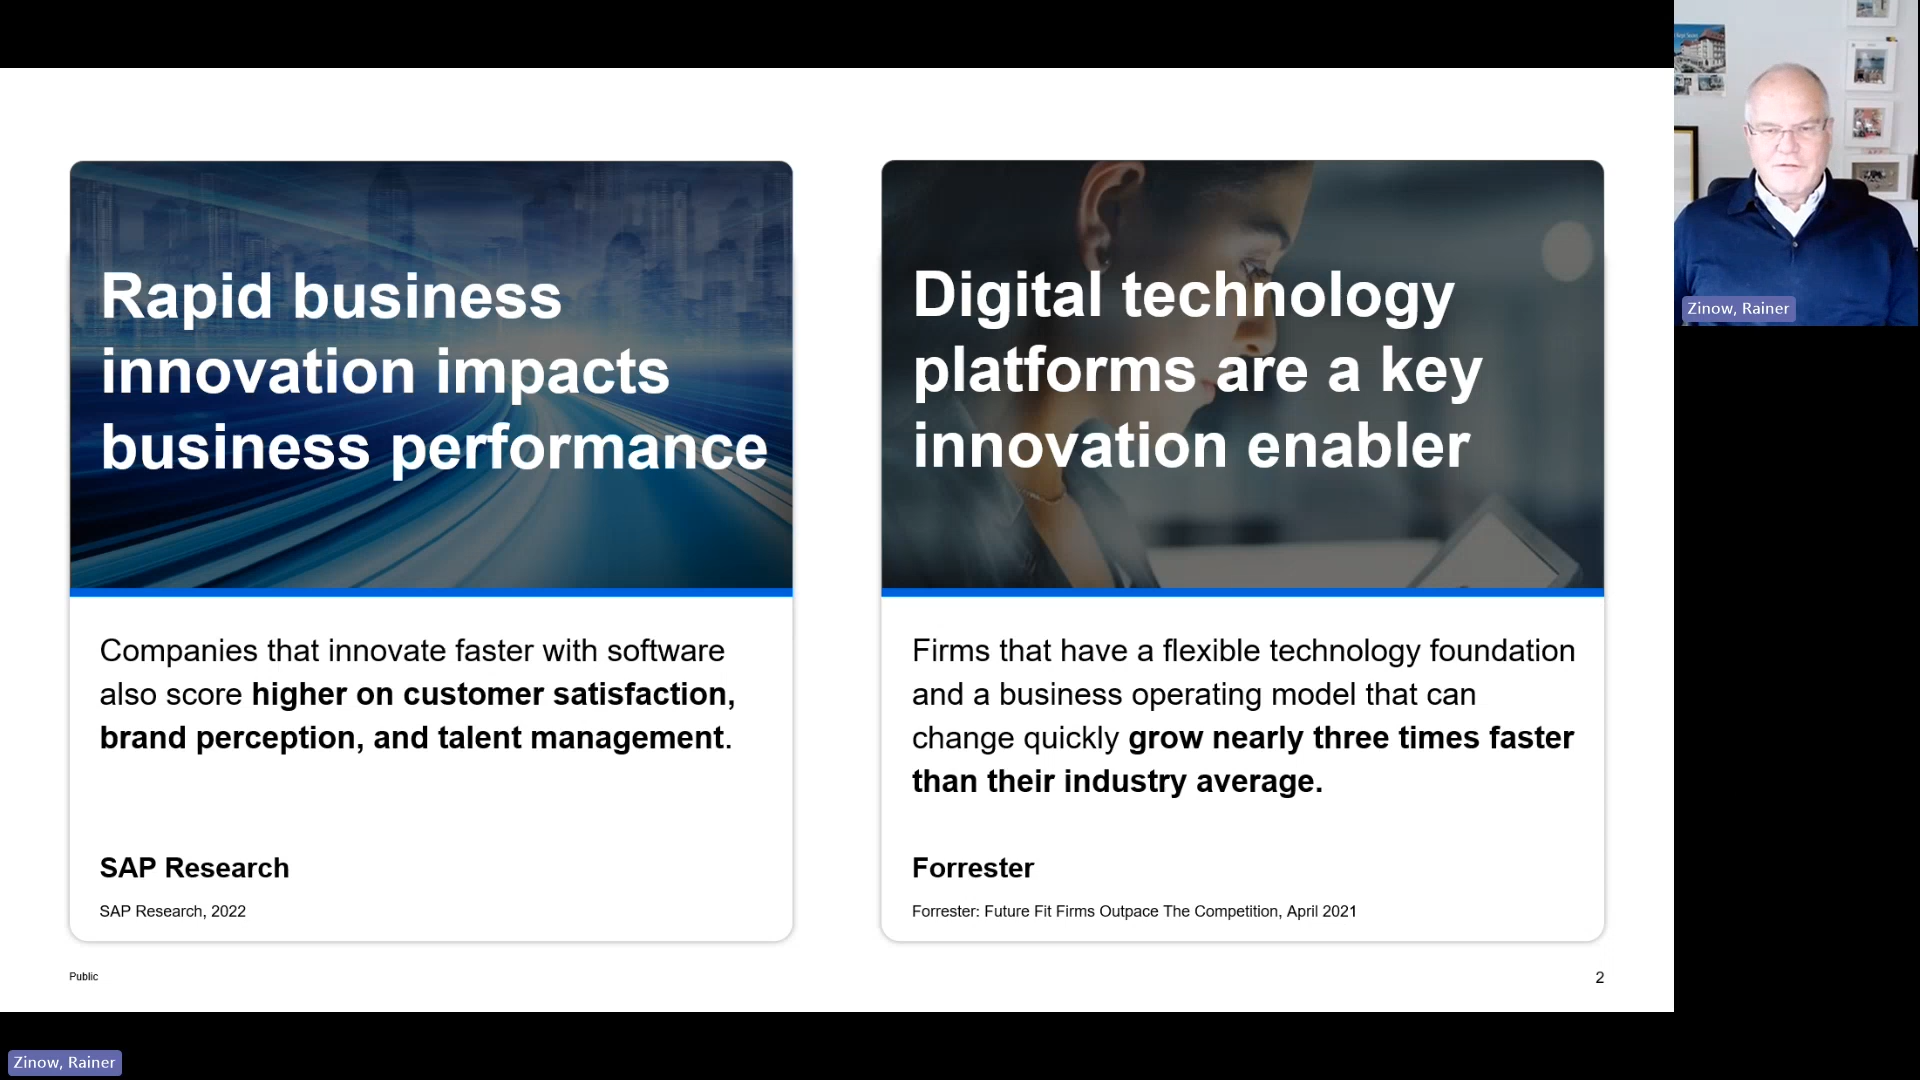 Rapid business
innovation impacts
business performance
Companies that innovate faster with software
also score higher on customer satisfaction,
brand perception, and talent management.
SAP Research
SAP Research, 2022
Digital technology
platforms are a key
innovation enabler
Firms that have a flexible technology foundation
and a business operating model that can
change quickly grow nearly three times faster
than their industry average.
Forrester
Forrester: Future Fit Firms Outpace The Competition, April 2021
Public
2
Zinow, Rainer
Zinow, Rainer